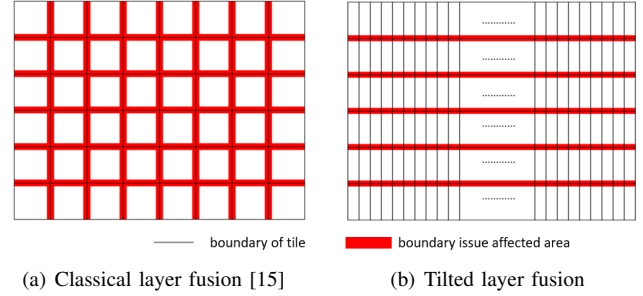 boundary of tile
boundary issue affected area
(a) Classical layer fusion [15]
(b) Tilted layer fusion